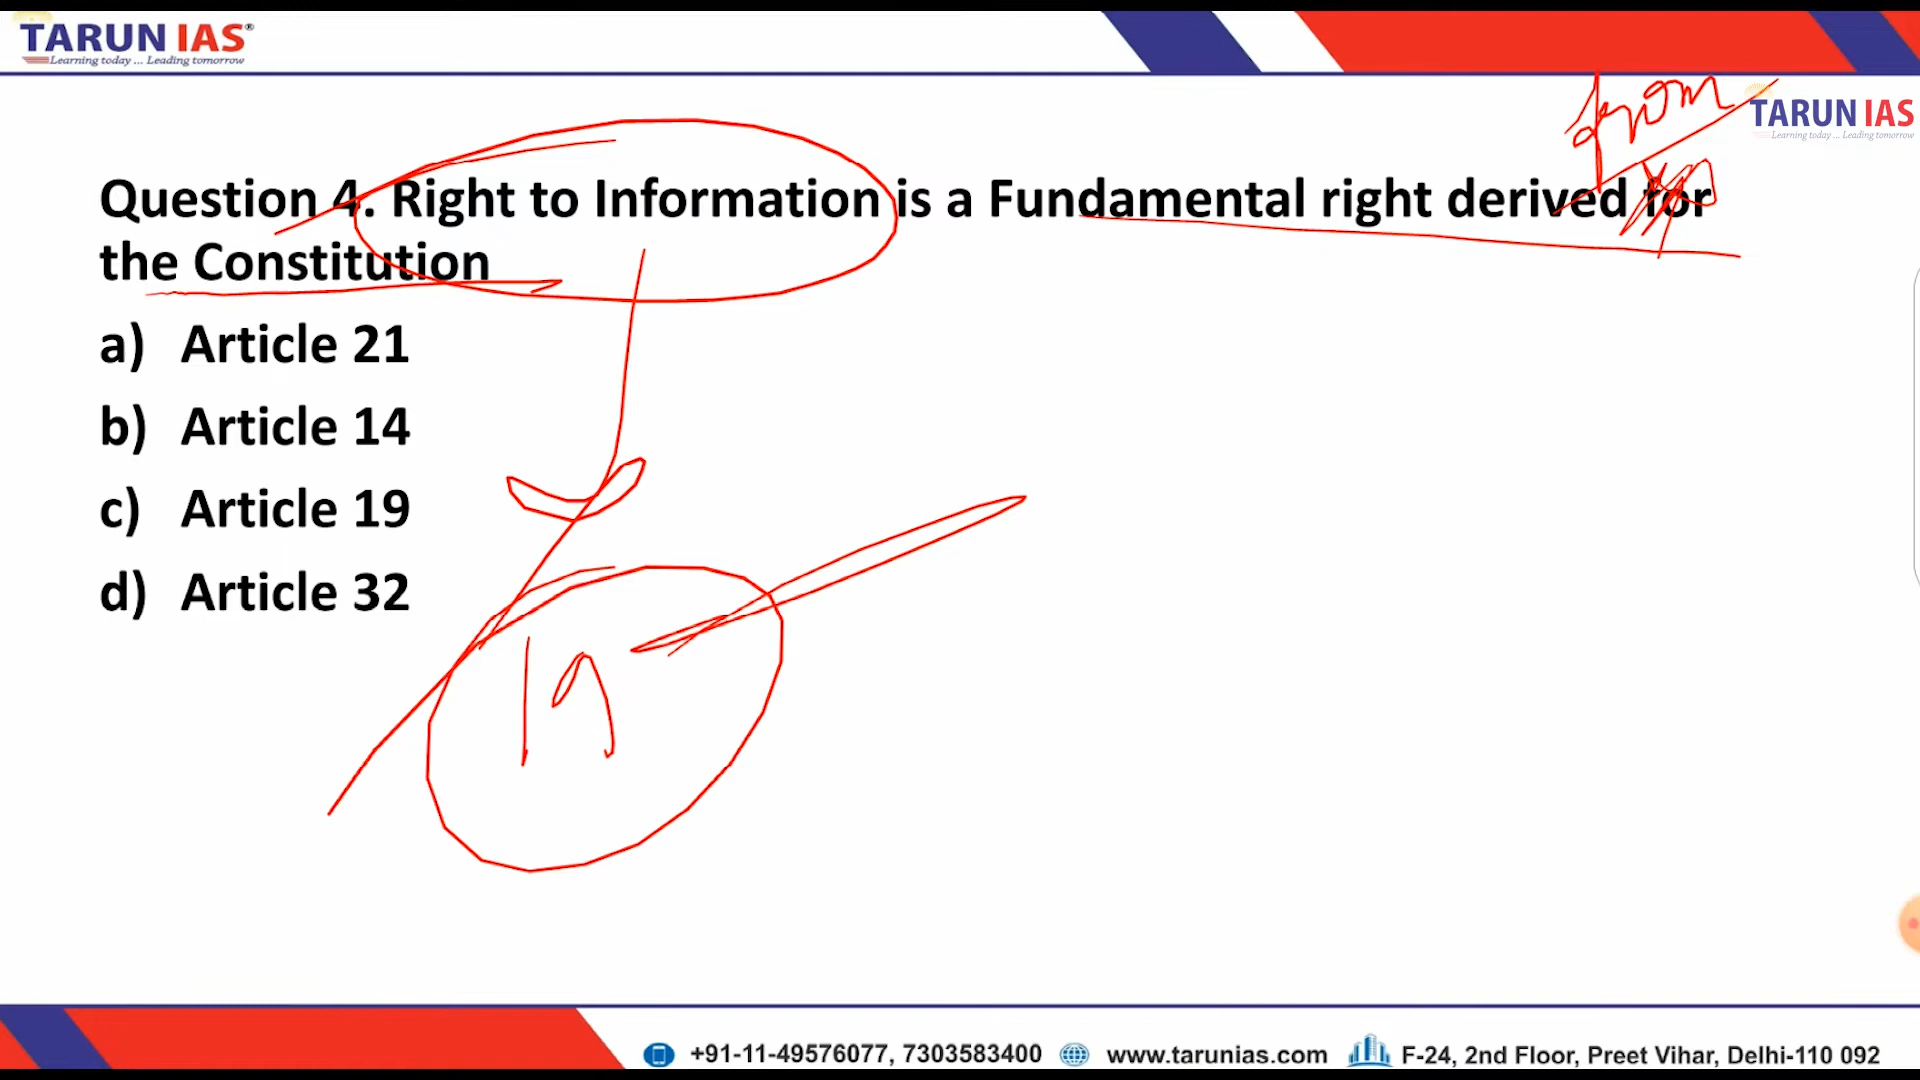 TARUN IAS®
Learning today ... Leading tomorrow
from
TARUN IAS
Learning today ... Leading tomorrow
Question 4. Right to Information is a Fundamental right derived for
the Constitution
a) Article 21
b) Article 14
c) Article 19
d) Article 32
19
+91-11-49576077, 7303583400 www.tarunias.com F-24, 2nd Floor, Preet Vihar, Delhi-110 092